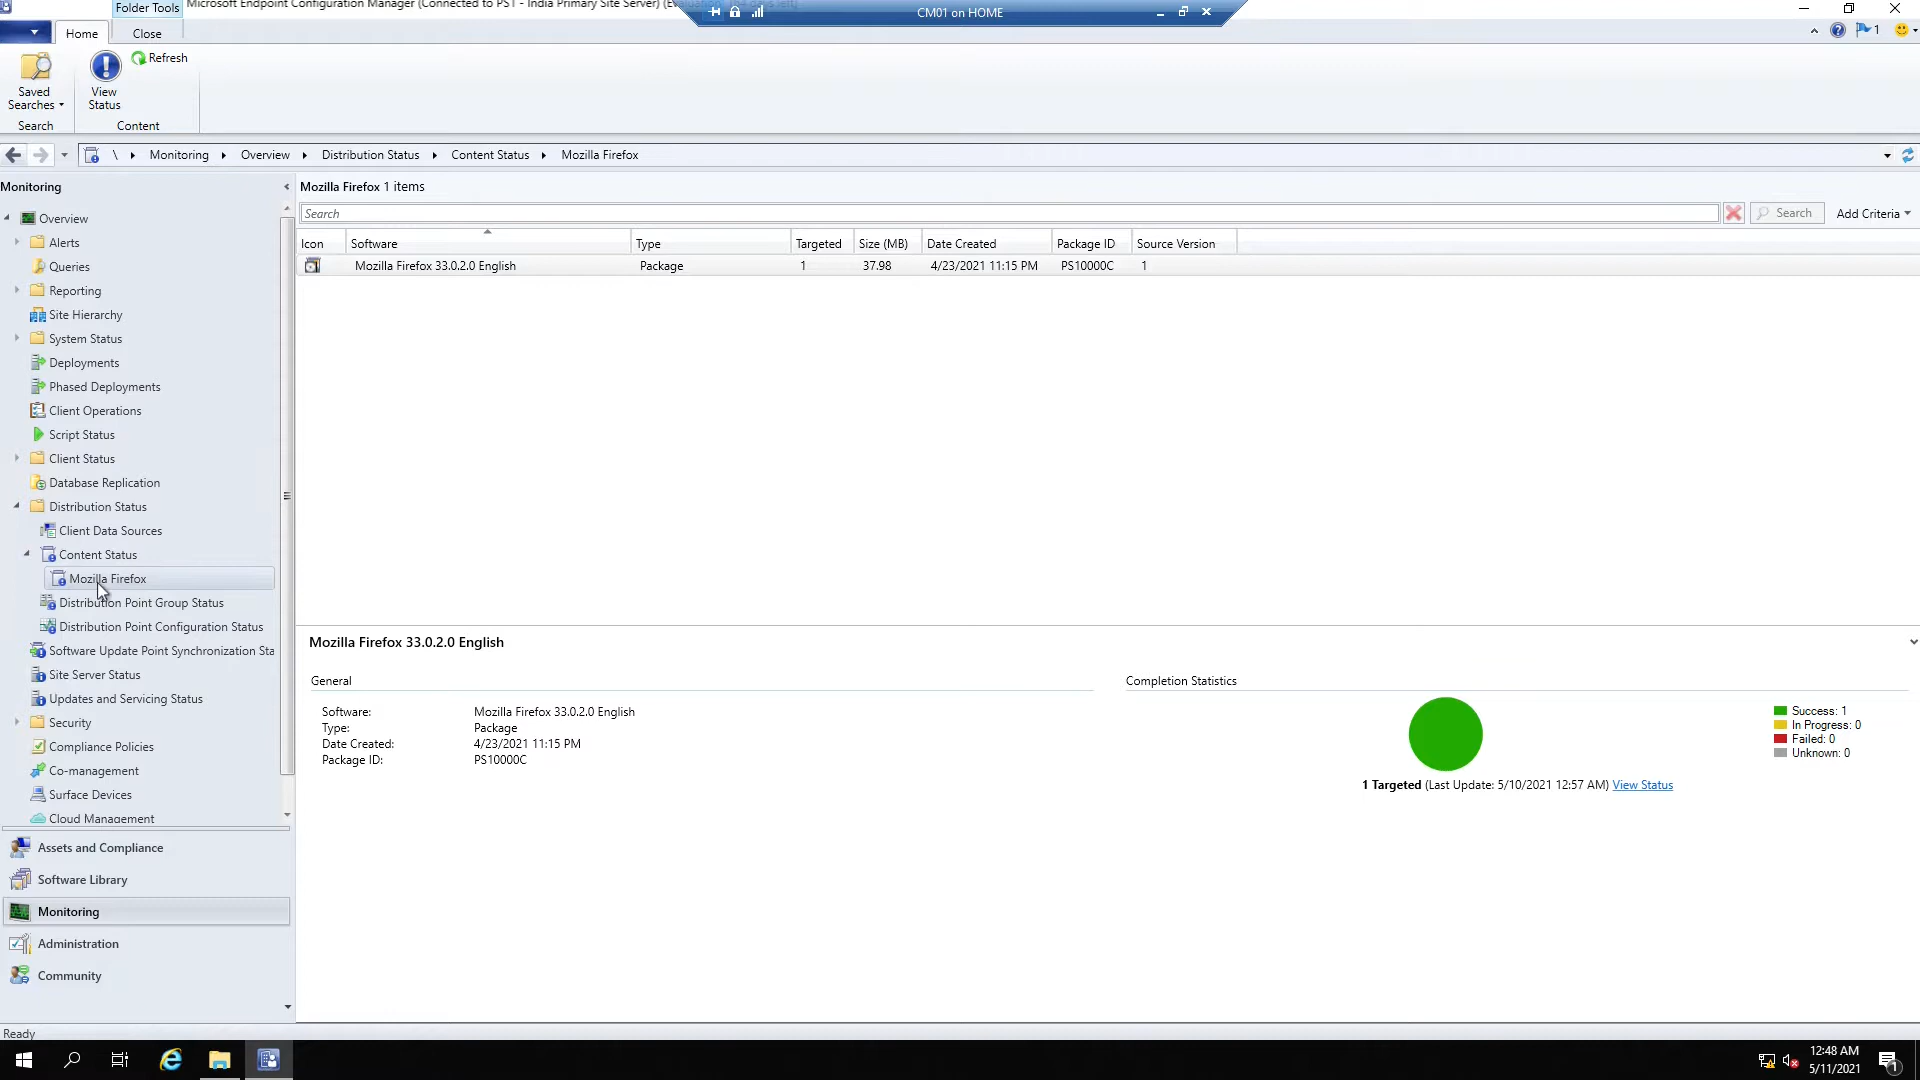 Folder Tools
Microsoft Endpoint Configuration Manager (Connected to PS1 - India Primary Site Server)
CM01 on HOME
Home
Close
1
Saved Searches
View Status
Refresh
Search
Content
\ Monitoring Overview Distribution Status Content Status Mozilla Firefox
Monitoring
Mozilla Firefox 1 items
Search
Search
Add Criteria
Icon Software Type Targeted Size (MB) Date Created Package ID Source Version
Mozilla Firefox 33.0.2.0 English Package 1 37.98 4/23/2021 11:15 PM PS10000C 1
Overview
Alerts
Queries
Reporting
Site Hierarchy
System Status
Deployments
Phased Deployments
Client Operations
Script Status
Client Status
Database Replication
Distribution Status
Client Data Sources
Content Status
Mozilla Firefox
Distribution Point Group Status
Distribution Point Configuration Status
Software Update Point Synchronization Sta
Site Server Status
Updates and Servicing Status
Security
Compliance Policies
Co-management
Surface Devices
Cloud Management
Assets and Compliance
Software Library
Monitoring
Administration
Community
Mozilla Firefox 33.0.2.0 English
General
Software: Mozilla Firefox 33.0.2.0 English
Type: Package
Date Created: 4/23/2021 11:15 PM
Package ID: PS10000C
Completion Statistics
Success: 1
In Progress: 0
Failed: 0
Unknown: 0
1 Targeted (Last Update: 5/10/2021 12:57 AM) View Status
Ready
12:48 AM
5/11/2021
1